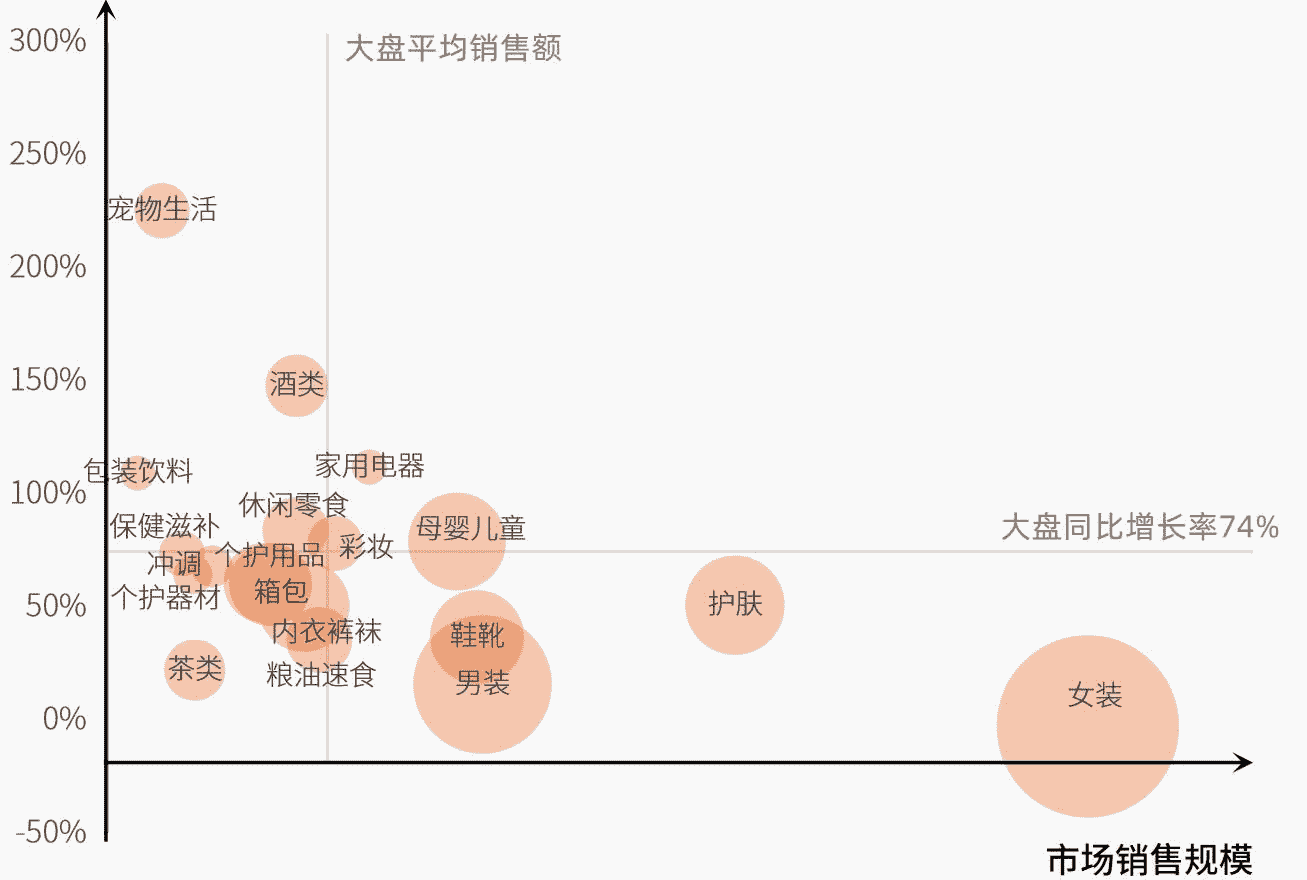 300%
大盘平均销售额
250%
宠物生活
200%
150%
酒类
包装饮料
家用电器
100%
休闲零食
保健滋补
母婴儿童
大盘同比增长率74%
彩妆
个护用品
冲调
箱包
个护器材
50%
护肤
内衣裤袜
鞋靴
茶类
粮油速食
男装
女装
0%
-50%
市场销售规模